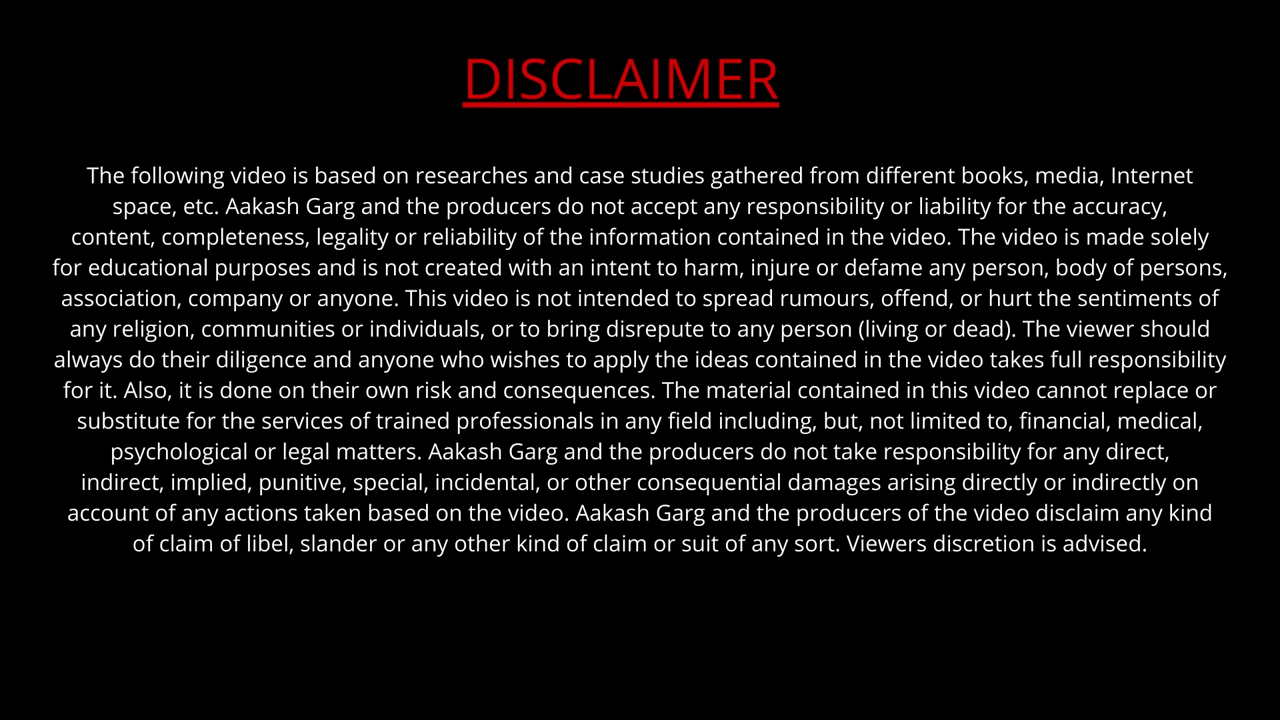 DISCLAIMER
The following video is based on researches and case studies gathered from different books, media, Internet
space, etc. Aakash Garg and the producers do not accept any responsibility or liability for the accuracy,
content, completeness, legality or reliability of the information contained in the video. The video is made solely
for educational purposes and is not created with an intent to harm, injure or defame any person, body of persons,
association, company or anyone. This video is not intended to spread rumours, offend, or hurt the sentiments of
any religion, communities or individuals, or to bring disrepute to any person (living or dead). The viewer should
always do their diligence and anyone who wishes to apply the ideas contained in the video takes full responsibility
for it. Also, it is done on their own risk and consequences. The material contained in this video cannot replace or
substitute for the services of trained professionals in any field including, but, not limited to, financial, medical,
psychological or legal matters. Aakash Garg and the producers do not take responsibility for any direct,
indirect, implied, punitive, special, incidental, or other consequential damages arising directly or indirectly on
account of any actions taken based on the video. Aakash Garg and the producers of the video disclaim any kind
of claim of libel, slander or any other kind of claim or suit of any sort. Viewers discretion is advised.